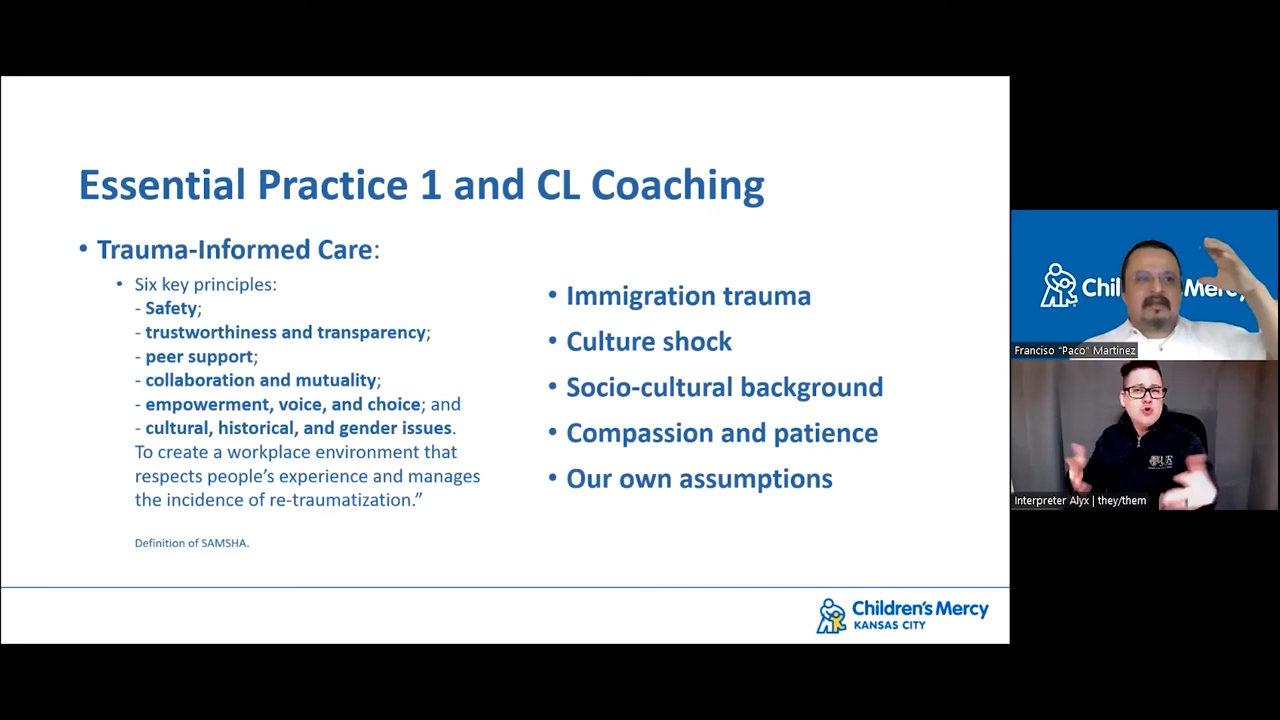 Essential Practice 1 and CL Coaching
• Trauma-Informed Care:
• Six key principles:
- Safety;
- trustworthiness and transparency;
- peer support;
- collaboration and mutuality;
- empowerment, voice, and choice; and
- cultural, historical, and gender issues.
To create a workplace environment that
respects people’s experience and manages
the incidence of re-traumatization.”
Definition of SAMSHA.
• Immigration trauma
• Culture shock
• Socio-cultural background
• Compassion and patience
• Our own assumptions
Children's Mercy
KANSAS CITY
Franciso "Paco" Martinez
Interpreter Alyx | they/them